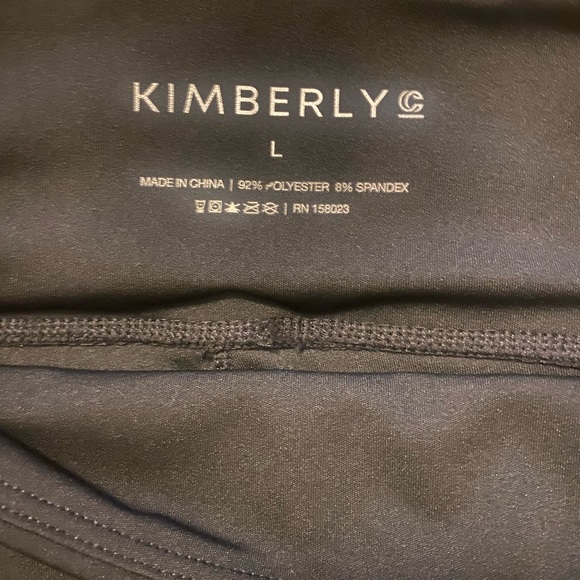 KIMBERLY C
L
MADE IN CHINA | 92% POLYESTER 8% SPANDEX
| RN 158023